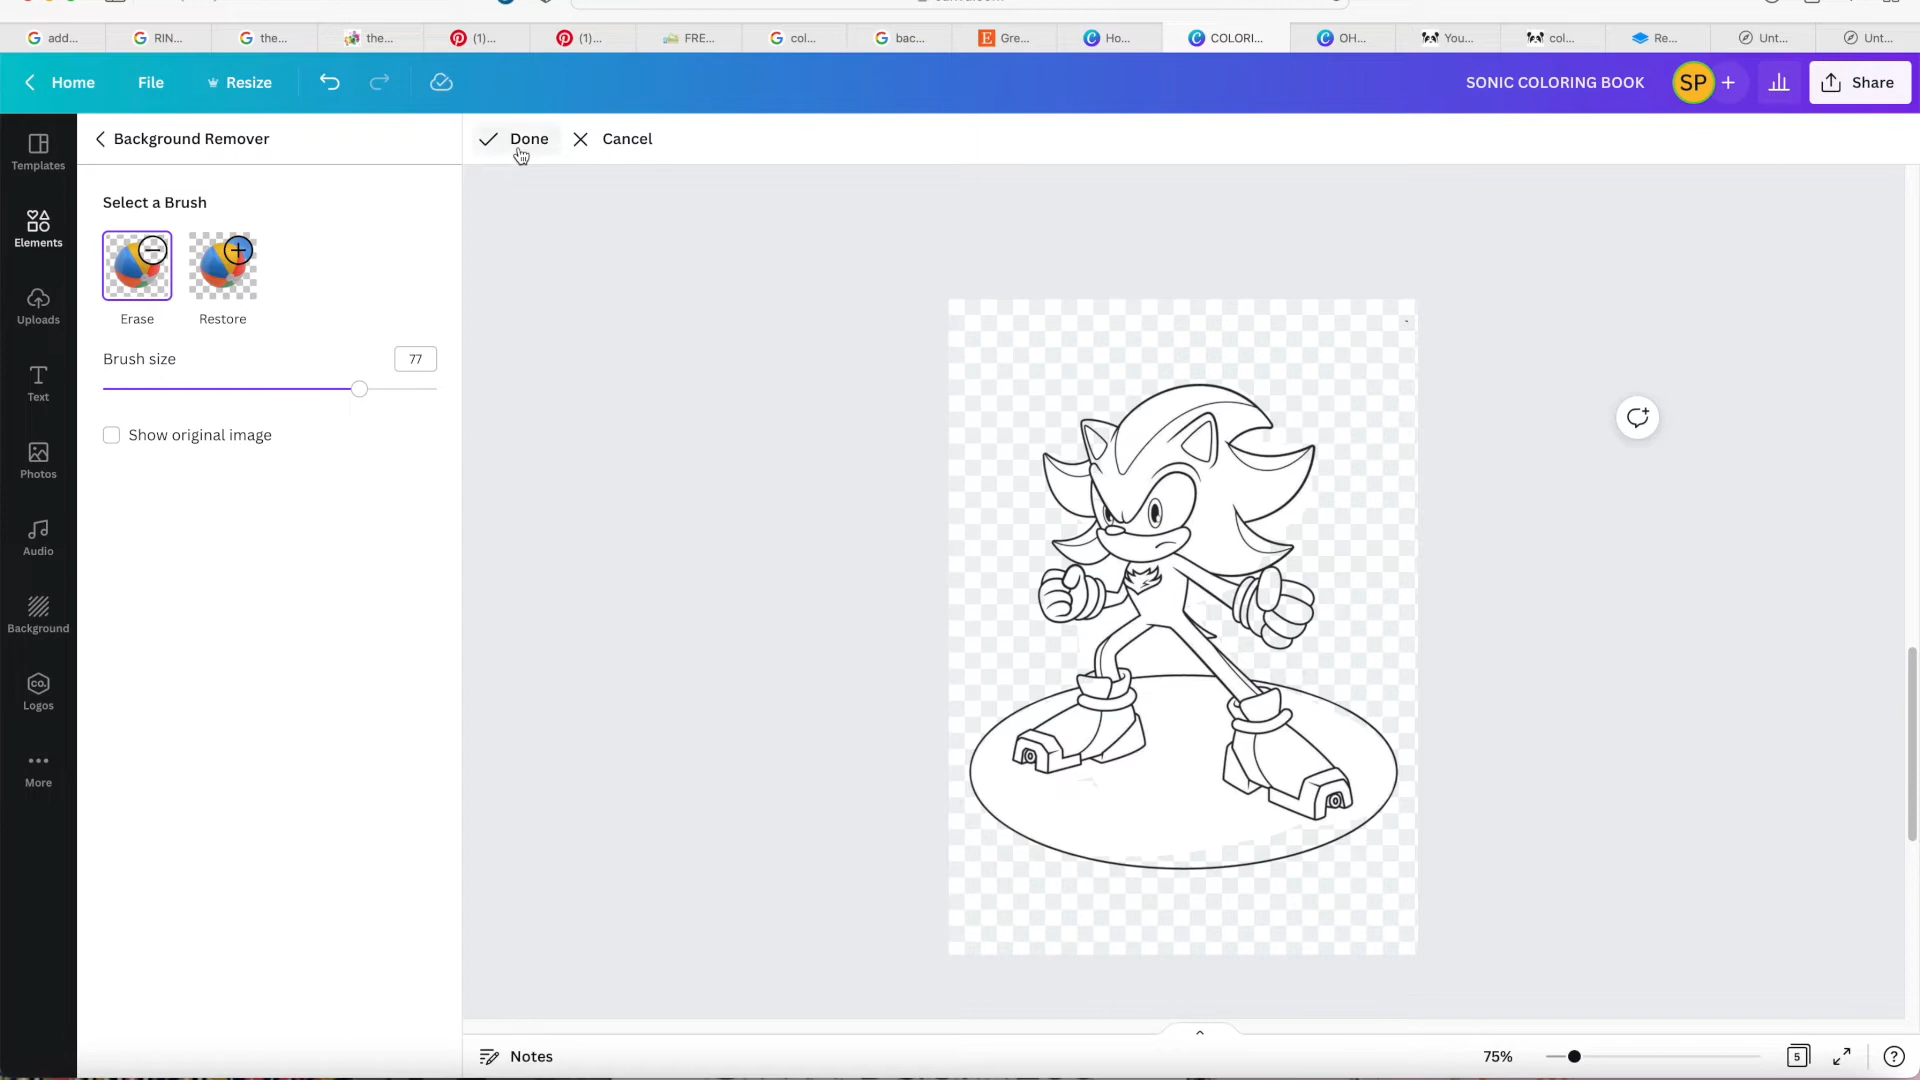 add... RIN... the... the... (1)... (1)... FRE... col... bac... Gre... Ho... COLORI... OH... You... col... Re... Unt... Unt...
Home File Resize SONIC COLORING BOOK SP Share
Background Remover Done Cancel
Templates
Elements
Uploads
Text
Photos
Audio
Background
CO.
Logos
More
Select a Brush
Erase Restore
Brush size 77
Show original image
Notes 75% 5 ?